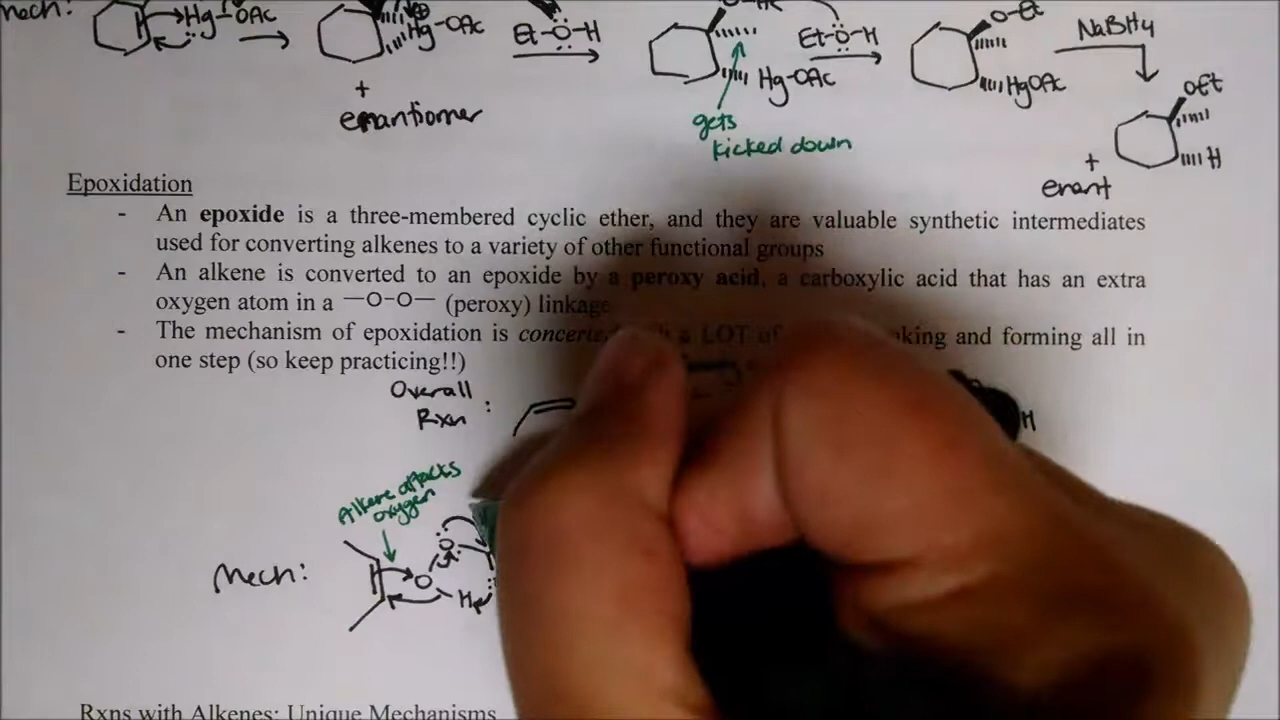 mech:
Hg-OAc
Hg-OAc
Et-O-H
Hg-OAc
Et-O-H
O-Et
HgOAc
NaBH4
OEt
H
+
enantiomer
gets
kicked down
+
enant
Epoxidation
- An epoxide is a three-membered cyclic ether, and they are valuable synthetic intermediates
used for converting alkenes to a variety of other functional groups
- An alkene is converted to an epoxide by a peroxy acid, a carboxylic acid that has an extra
oxygen atom in a —O-O— (peroxy) linkage
- The mechanism of epoxidation is a LOT of and forming all in
one step (so keep practicing!!)
Overall
Rxn :
H
Alkene attacks
oxygen
Mech:
O
O
H
Rxns with Alkenes: Unique Mechanisms